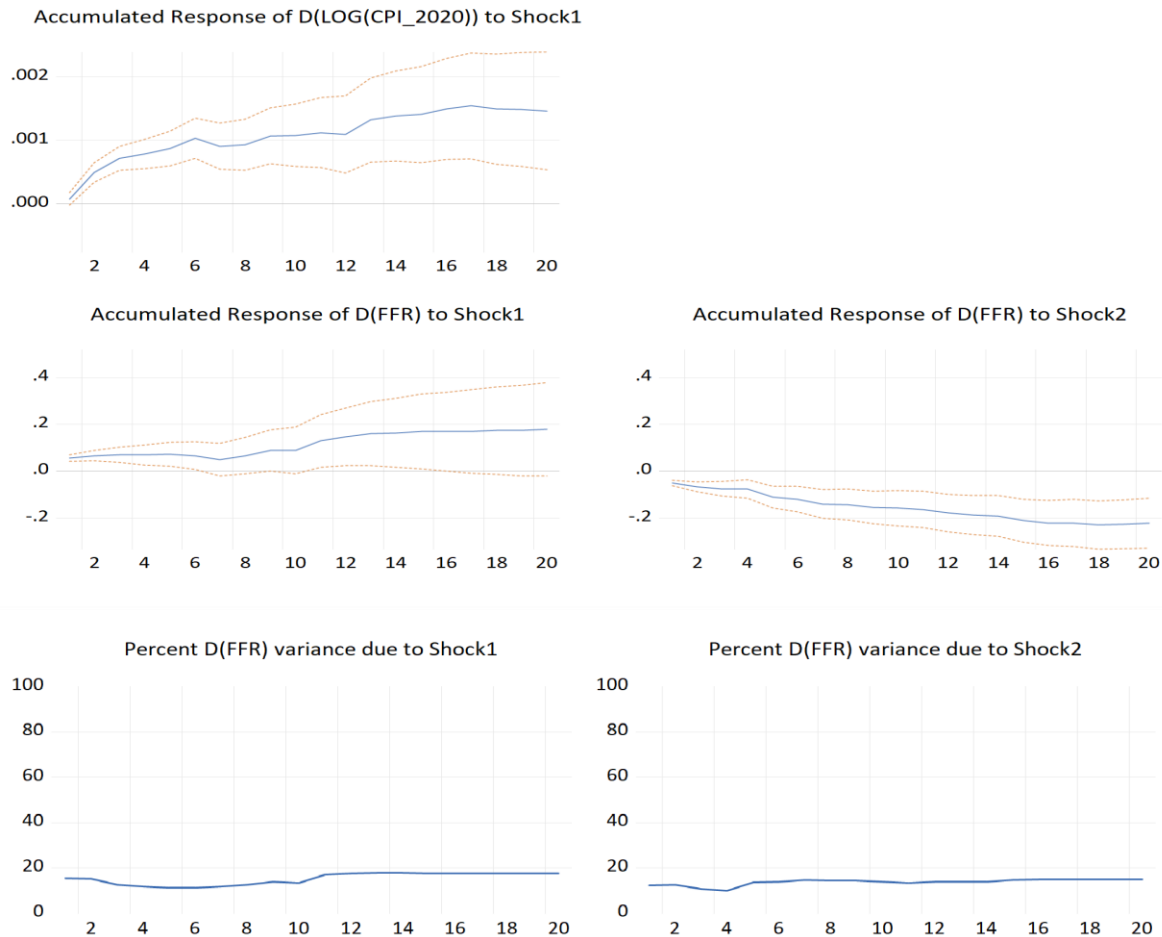 Accumulated Response of D(LOG(CPI_2020)) to Shock1
.002
.001
.000
2 4 6 8 10 12 14 16 18 20
Accumulated Response of D(FFR) to Shock1
.4
.2
.0
-.2
2 4 6 8 10 12 14 16 18 20
Accumulated Response of D(FFR) to Shock2
.4
.2
.0
-.2
2 4 6 8 10 12 14 16 18 20
Percent D(FFR) variance due to Shock1
100
80
60
40
20
0
2 4 6 8 10 12 14 16 18 20
Percent D(FFR) variance due to Shock2
100
80
60
40
20
0
2 4 6 8 10 12 14 16 18 20